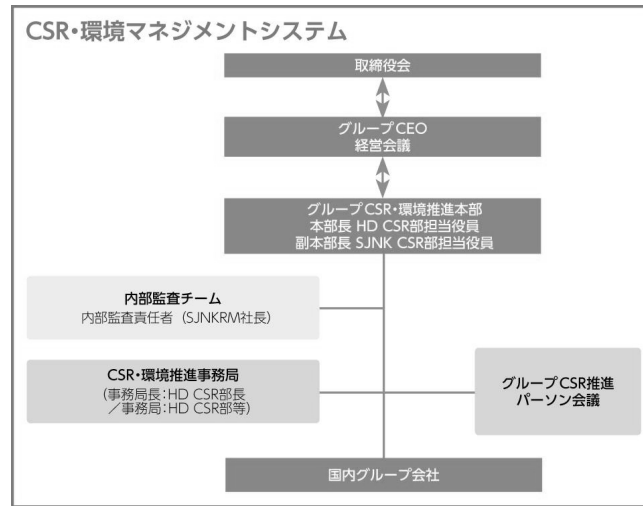 CSR・環境マネジメントシステム
取締役会
グループCEO
経営会議
グループCSR・環境推進本部
本部長 HD CSR部担当役員
副本部長 SJNK CSR部担当役員
内部監査チーム
内部監査責任者（SJNKRM社長）
CSR・環境推進事務局
(事務局長：HD CSR部長
／事務局：HD CSR部等)
グループCSR推進
パーソン会議
国内グループ会社